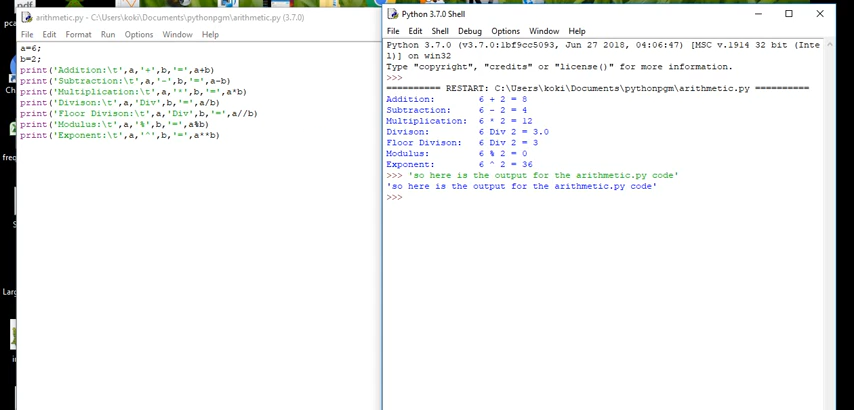 pdf
arithmetic.py - C:\Users\koki\Documents\pythonpgm\arithmetic.py (3.7.0)
File Edit Format Run Options Window Help
a=6;
b=2;
print('Addition:\t',a,'+',b,'=',a+b)
print('Subtraction:\t',a,'-',b,'=',a-b)
print('Multiplication:\t',a,'*',b,'=',a*b)
print('Divison:\t',a,'Div',b,'=',a/b)
print('Floor Divison:\t',a,'Div',b,'=',a//b)
print('Modulus:\t',a,'%',b,'=',a%b)
print('Exponent:\t',a,'^',b,'=',a**b)
Python 3.7.0 Shell
File Edit Shell Debug Options Window Help
Python 3.7.0 (v3.7.0:1bf9cc5093, Jun 27 2018, 04:06:47) [MSC v.1914 32 bit (Inte
l)] on win32
Type "copyright", "credits" or "license()" for more information.
>>>
========== RESTART: C:\Users\koki\Documents\pythonpgm\arithmetic.py ==========
Addition: 6 + 2 = 8
Subtraction: 6 - 2 = 4
Multiplication: 6 * 2 = 12
Divison: 6 Div 2 = 3.0
Floor Divison: 6 Div 2 = 3
Modulus: 6 % 2 = 0
Exponent: 6 ^ 2 = 36
>>> 'so here is the output for the arithmetic.py code'
'so here is the output for the arithmetic.py code'
>>>